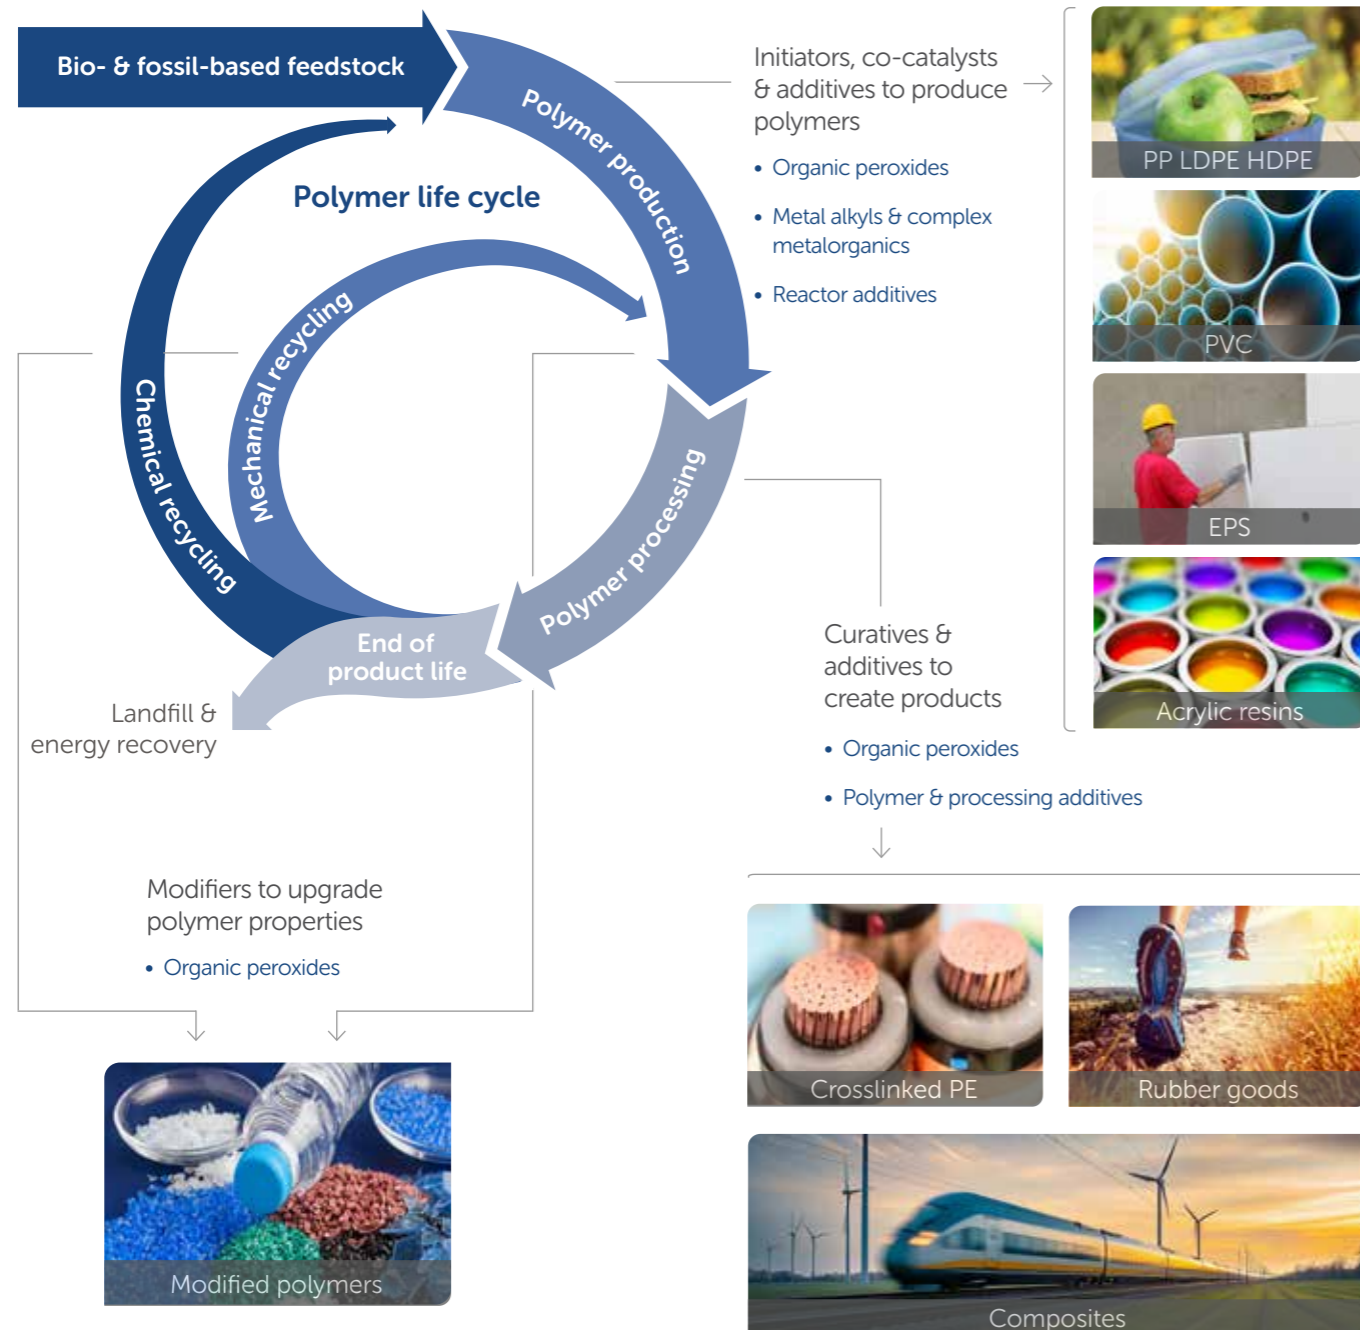 Bio- & fossil-based feedstock
Polymer production
Polymer life cycle
Mechanical recycling
Chemical recycling
Polymer processing
End of
product life
Landfill &
energy recovery
Initiators, co-catalysts
& additives to produce
polymers
• Organic peroxides
• Metal alkyls & complex
metalorganics
• Reactor additives
PP LDPE HDPE
PVC
EPS
Acrylic resins
Curatives &
additives to
create products
• Organic peroxides
• Polymer & processing additives
Modifiers to upgrade
polymer properties
• Organic peroxides
Modified polymers
Crosslinked PE
Rubber goods
Composites